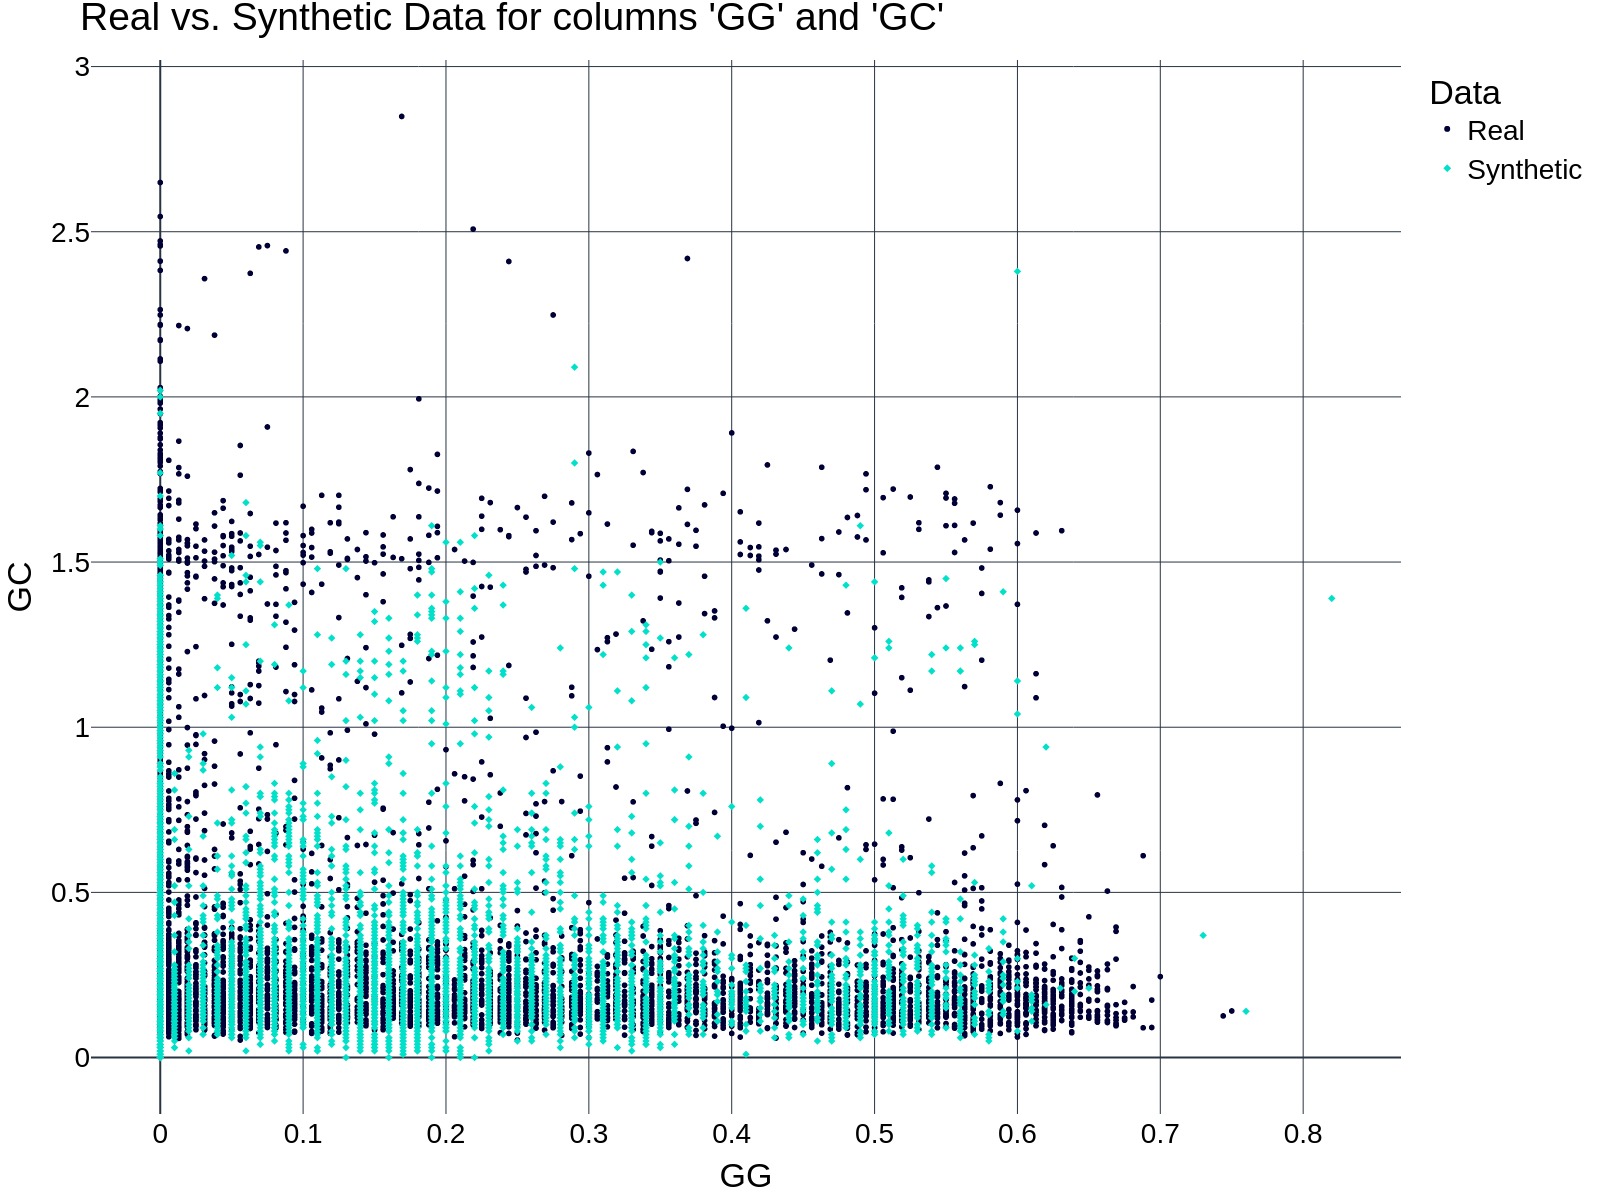 Real vs. Synthetic Data for columns 'GG' and 'GC'
3
2.5
2
1.5
1
0.5
0
GC
0 0.1 0.2 0.3 0.4 0.5 0.6 0.7 0.8
GG
Data
Real
Synthetic